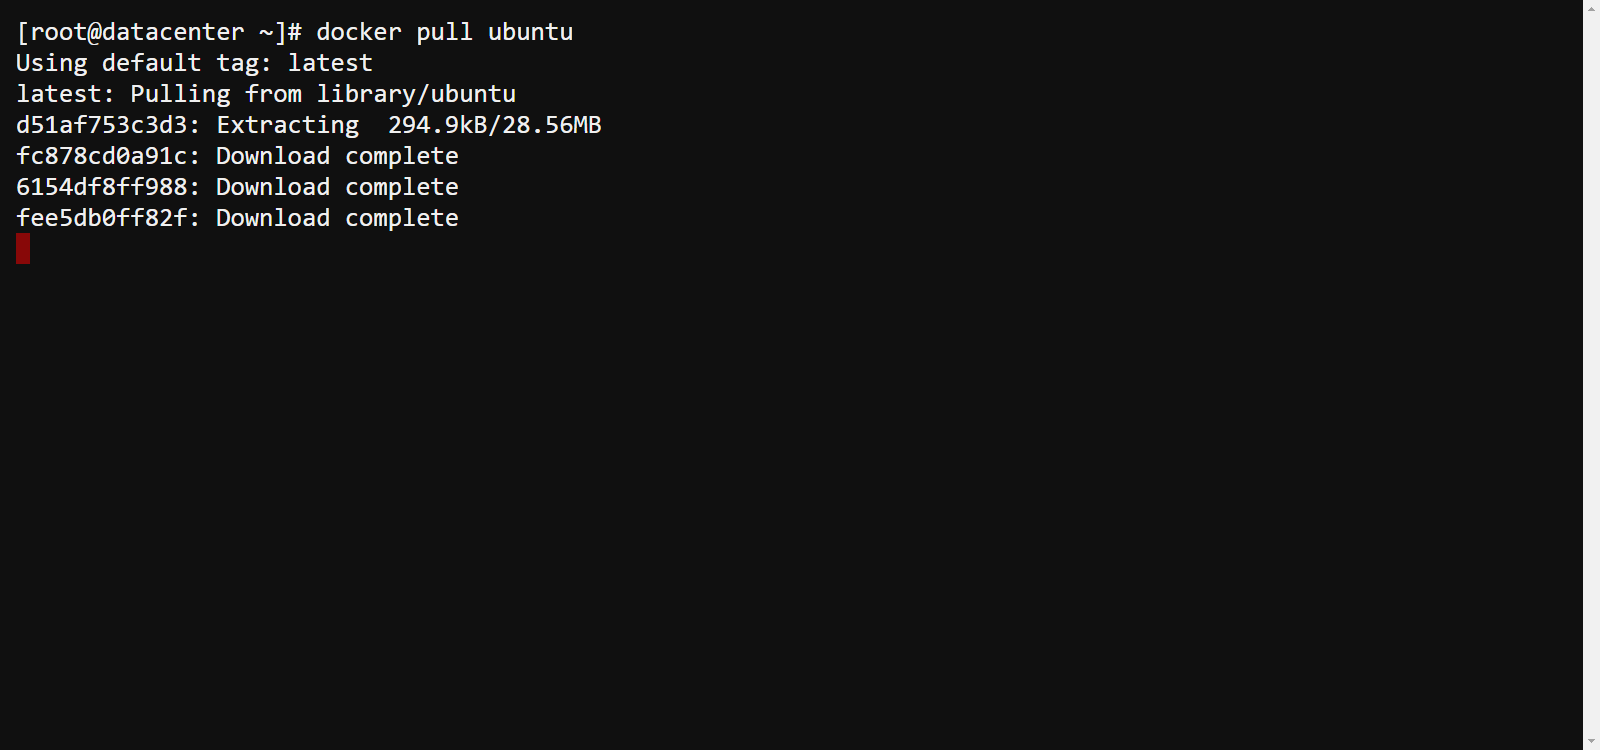 [root@datacenter ~]# docker pull ubuntu
Using default tag: latest
latest: Pulling from library/ubuntu
d51af753c3d3: Extracting  294.9kB/28.56MB
fc878cd0a91c: Download complete
6154df8ff988: Download complete
fee5db0ff82f: Download complete